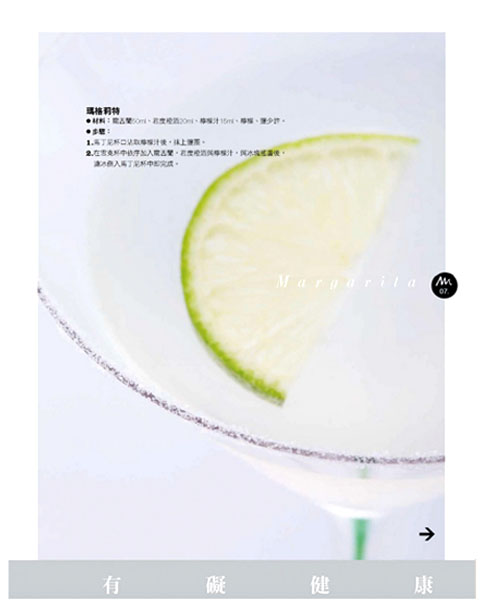 瑪格莉特
●材料：龍舌蘭60ml、君度橙酒20ml、檸檬汁15ml、檸檬、鹽少許。
●步驟：
1.馬丁尼杯口沾取檸檬汁後，抹上鹽圈。
2.在雪克杯中依序加入龍舌蘭、君度橙酒與檸檬汁，與冰塊搖盪後，
濾冰倒入馬丁尼杯中即完成。
Margarita
07.
有礙健康